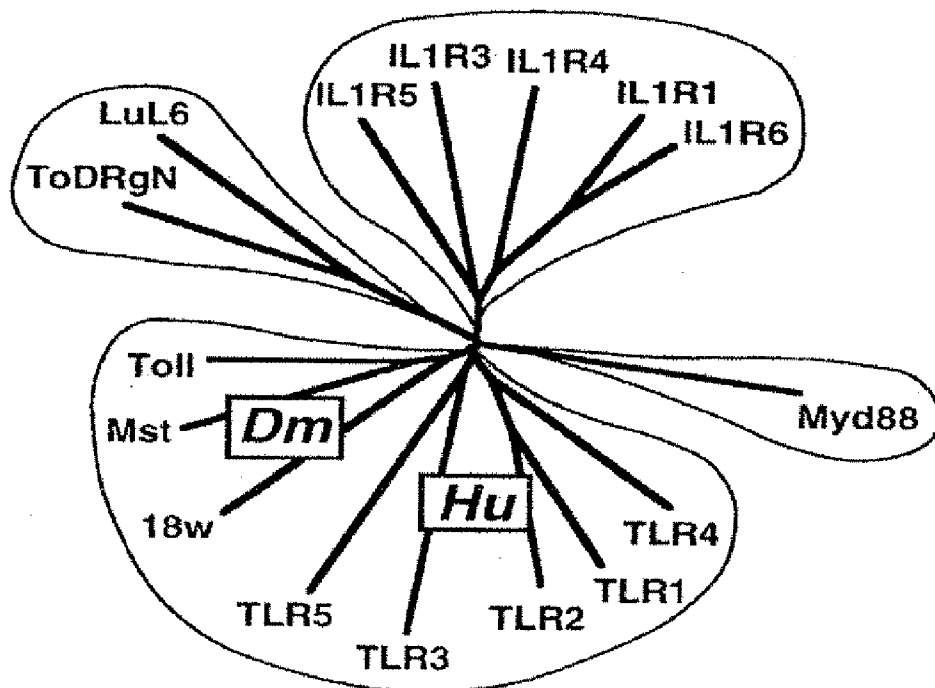 IL1R3
IL1R4
IL1R5
IL1R1
IL1R6
LuL6
ToDRgN
Toll
Mst
Dm
18w
Hu
Myd88
TLR5
TLR3
TLR2
TLR1
TLR4